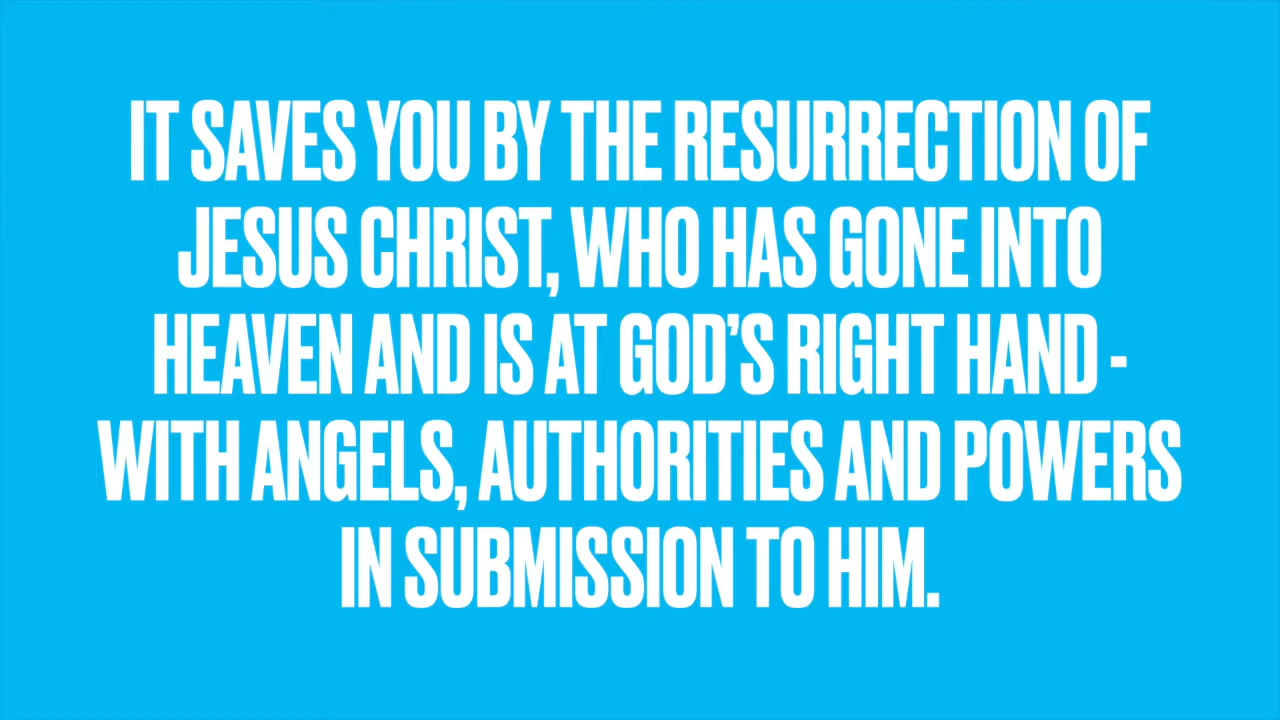 IT SAVES YOU BY THE RESURRECTION OF
JESUS CHRIST, WHO HAS GONE INTO
HEAVEN AND IS AT GOD’S RIGHT HAND -
WITH ANGELS, AUTHORITIES AND POWERS
IN SUBMISSION TO HIM.